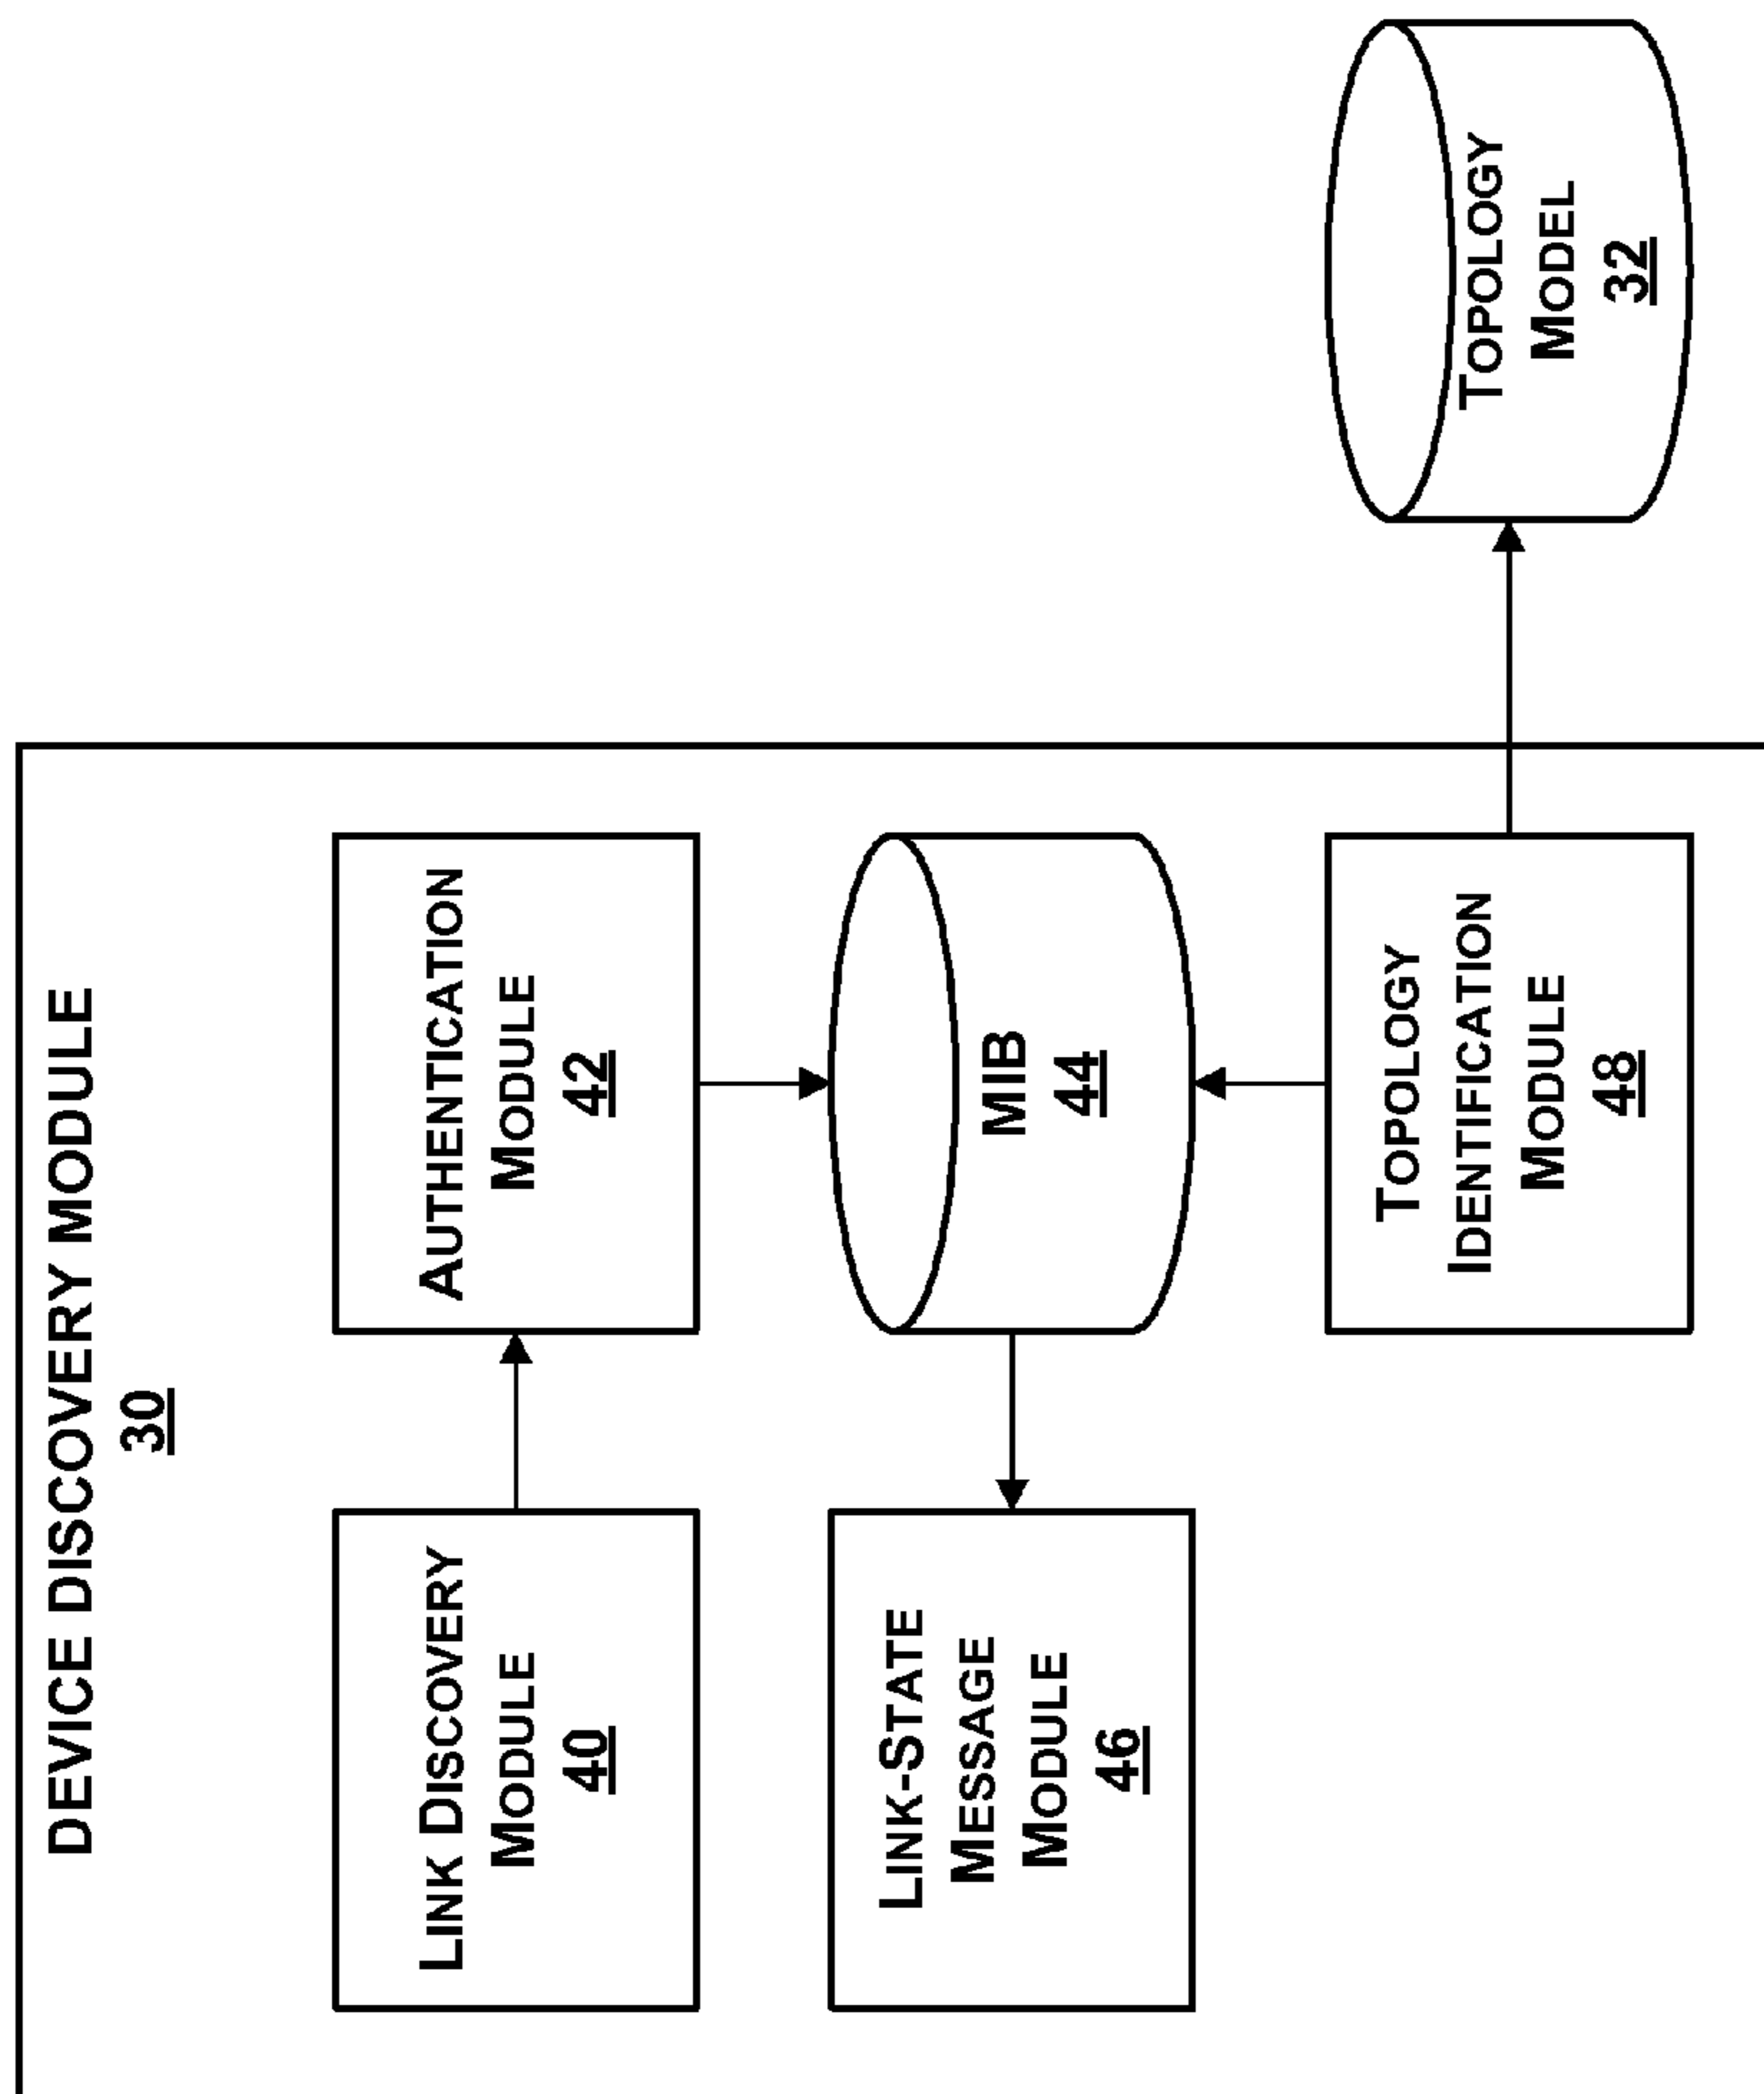 DEVICE DISCOVERY MODULE
30
LINK DISCOVERY
MODULE
40
AUTHENTICATION
MODULE
42
LINK-STATE
MESSAGE
MODULE
46
MIB
44
TOPOLOGY
IDENTIFICATION
MODULE
48
TOPOLOGY
MODEL
32